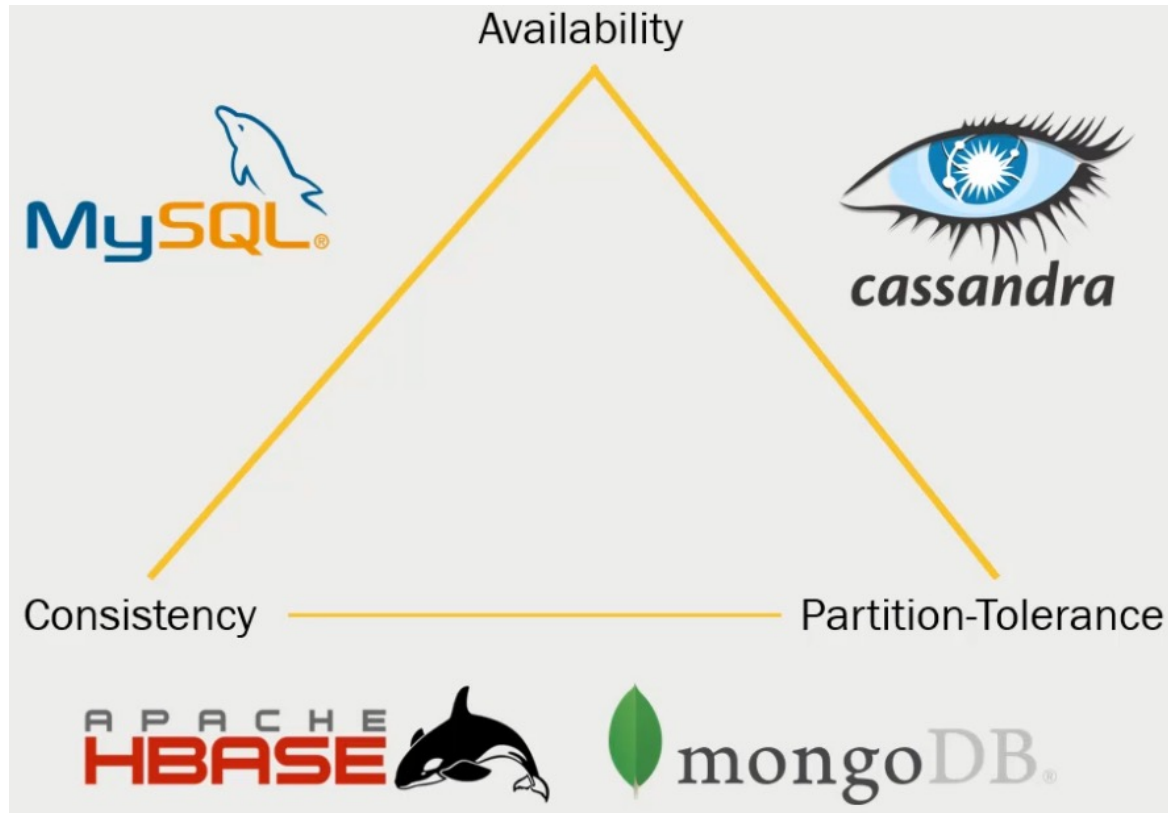 Availability
MySQL®
cassandra
Consistency
Partition-Tolerance
APACHE
HBASE
mongoDB®